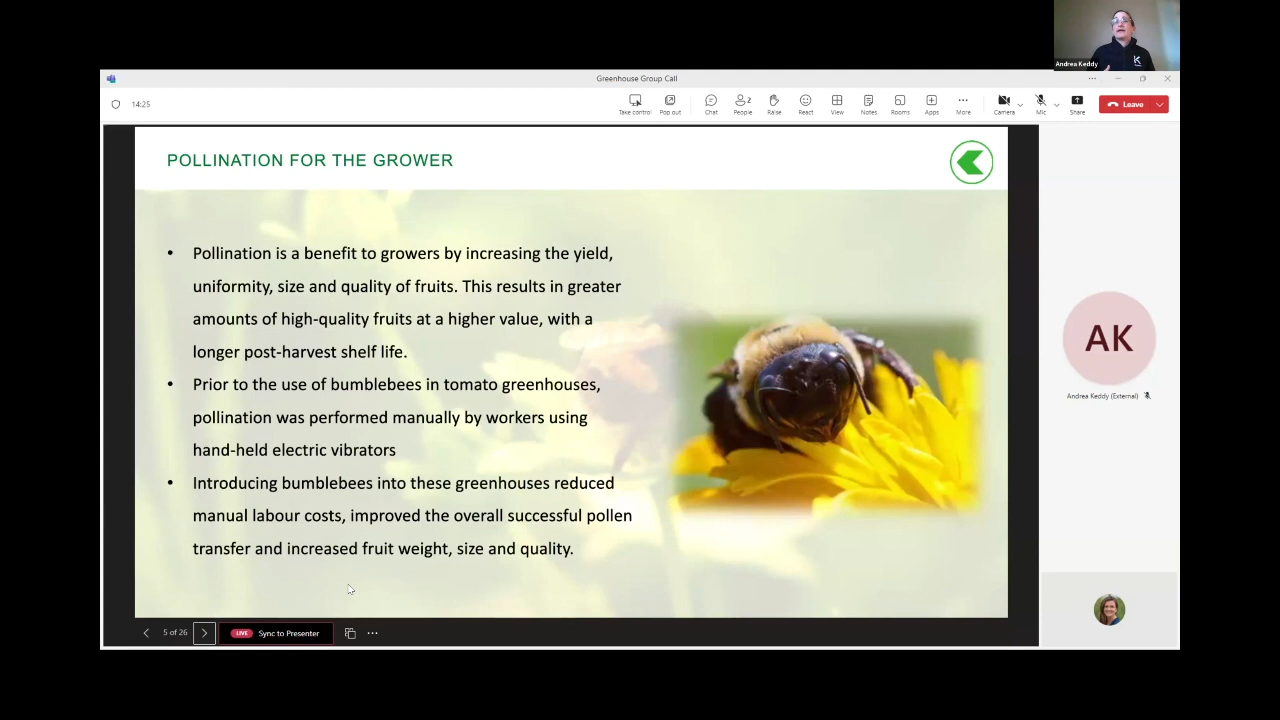 Andrea Keddy
Greenhouse Group Call
14:25
Take control
Pop out
Chat
2
People
Raise
React
View
Notes
Rooms
Apps
More
Camera
Mic
Share
Leave
POLLINATION FOR THE GROWER
• Pollination is a benefit to growers by increasing the yield,
uniformity, size and quality of fruits. This results in greater
amounts of high-quality fruits at a higher value, with a
longer post-harvest shelf life.
• Prior to the use of bumblebees in tomato greenhouses,
pollination was performed manually by workers using
hand-held electric vibrators
• Introducing bumblebees into these greenhouses reduced
manual labour costs, improved the overall successful pollen
transfer and increased fruit weight, size and quality.
AK
Andrea Keddy (External)
5 of 26
LIVE Sync to Presenter